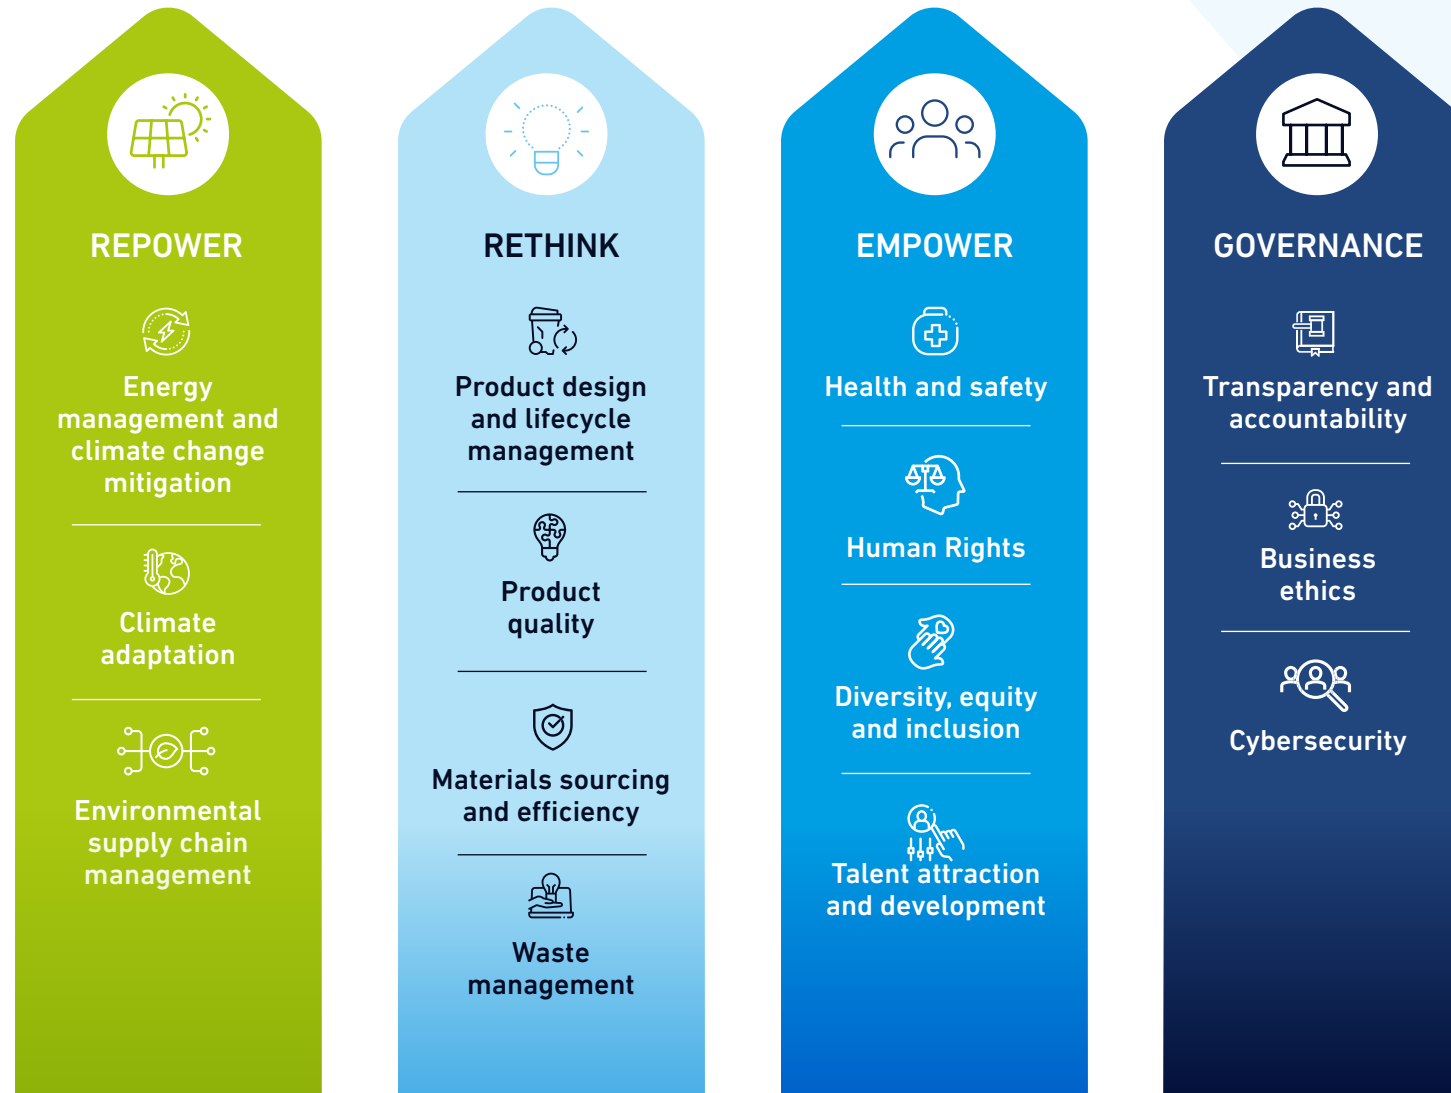 REPOWER
Energy
management and
climate change
mitigation
Climate
adaptation
Environmental
supply chain
management
RETHINK
Product design
and lifecycle
management
Product
quality
Materials sourcing
and efficiency
Waste
management
EMPOWER
Health and safety
Human Rights
Diversity, equity
and inclusion
Talent attraction
and development
GOVERNANCE
Transparency and
accountability
Business
ethics
Cybersecurity